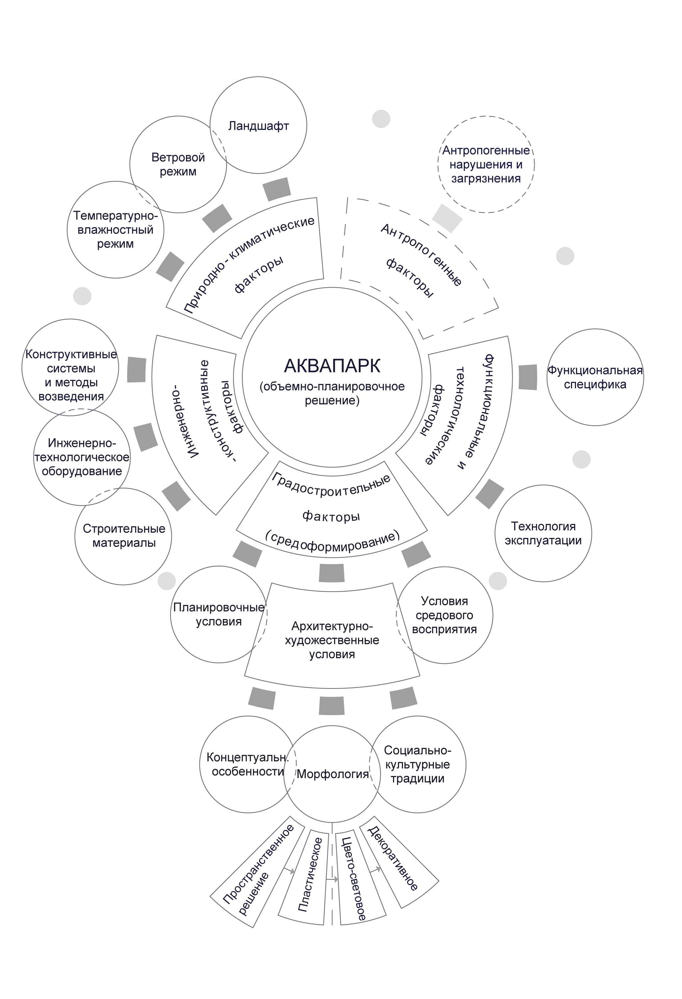 Ландшафт
Ветровой
режим
Температурно-
влажностный
режим
Антропогенные
нарушения и
загрязнения
Природно-климатические
факторы
Антропогенные
факторы
Конструктивные
системы
и методы
возведения
Инженерно-
технологическое
оборудование
Строительные
материалы
Инженерно-
-конструктивные
факторы
АКВАПАРК
(объемно-планировочное
решение)
Функциональные и
технологические
факторы
Функциональная
специфика
Технология
эксплуатации
Градостроительные
факторы
(средоформирование)
Планировочные
условия
Архитектурно-
художественные
условия
Условия
средового
восприятия
Концептуальн.
особенности
Морфология
Социально-
культурные
традиции
Пространственное
решение
Пластическое
Цвето-световое
Декоративное